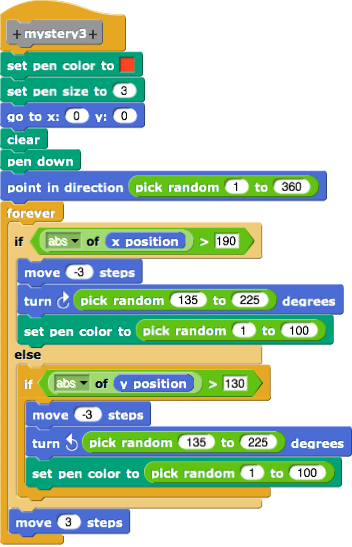 + mystery3 +
set pen color to
set pen size to 3
go to x: 0 y: 0
clear
pen down
point in direction pick random 1 to 360
forever
if abs of x position > 190
move -3 steps
turn pick random 135 to 225 degrees
set pen color to pick random 1 to 100
else
if abs of y position > 130
move -3 steps
turn pick random 135 to 225 degrees
set pen color to pick random 1 to 100
move 3 steps